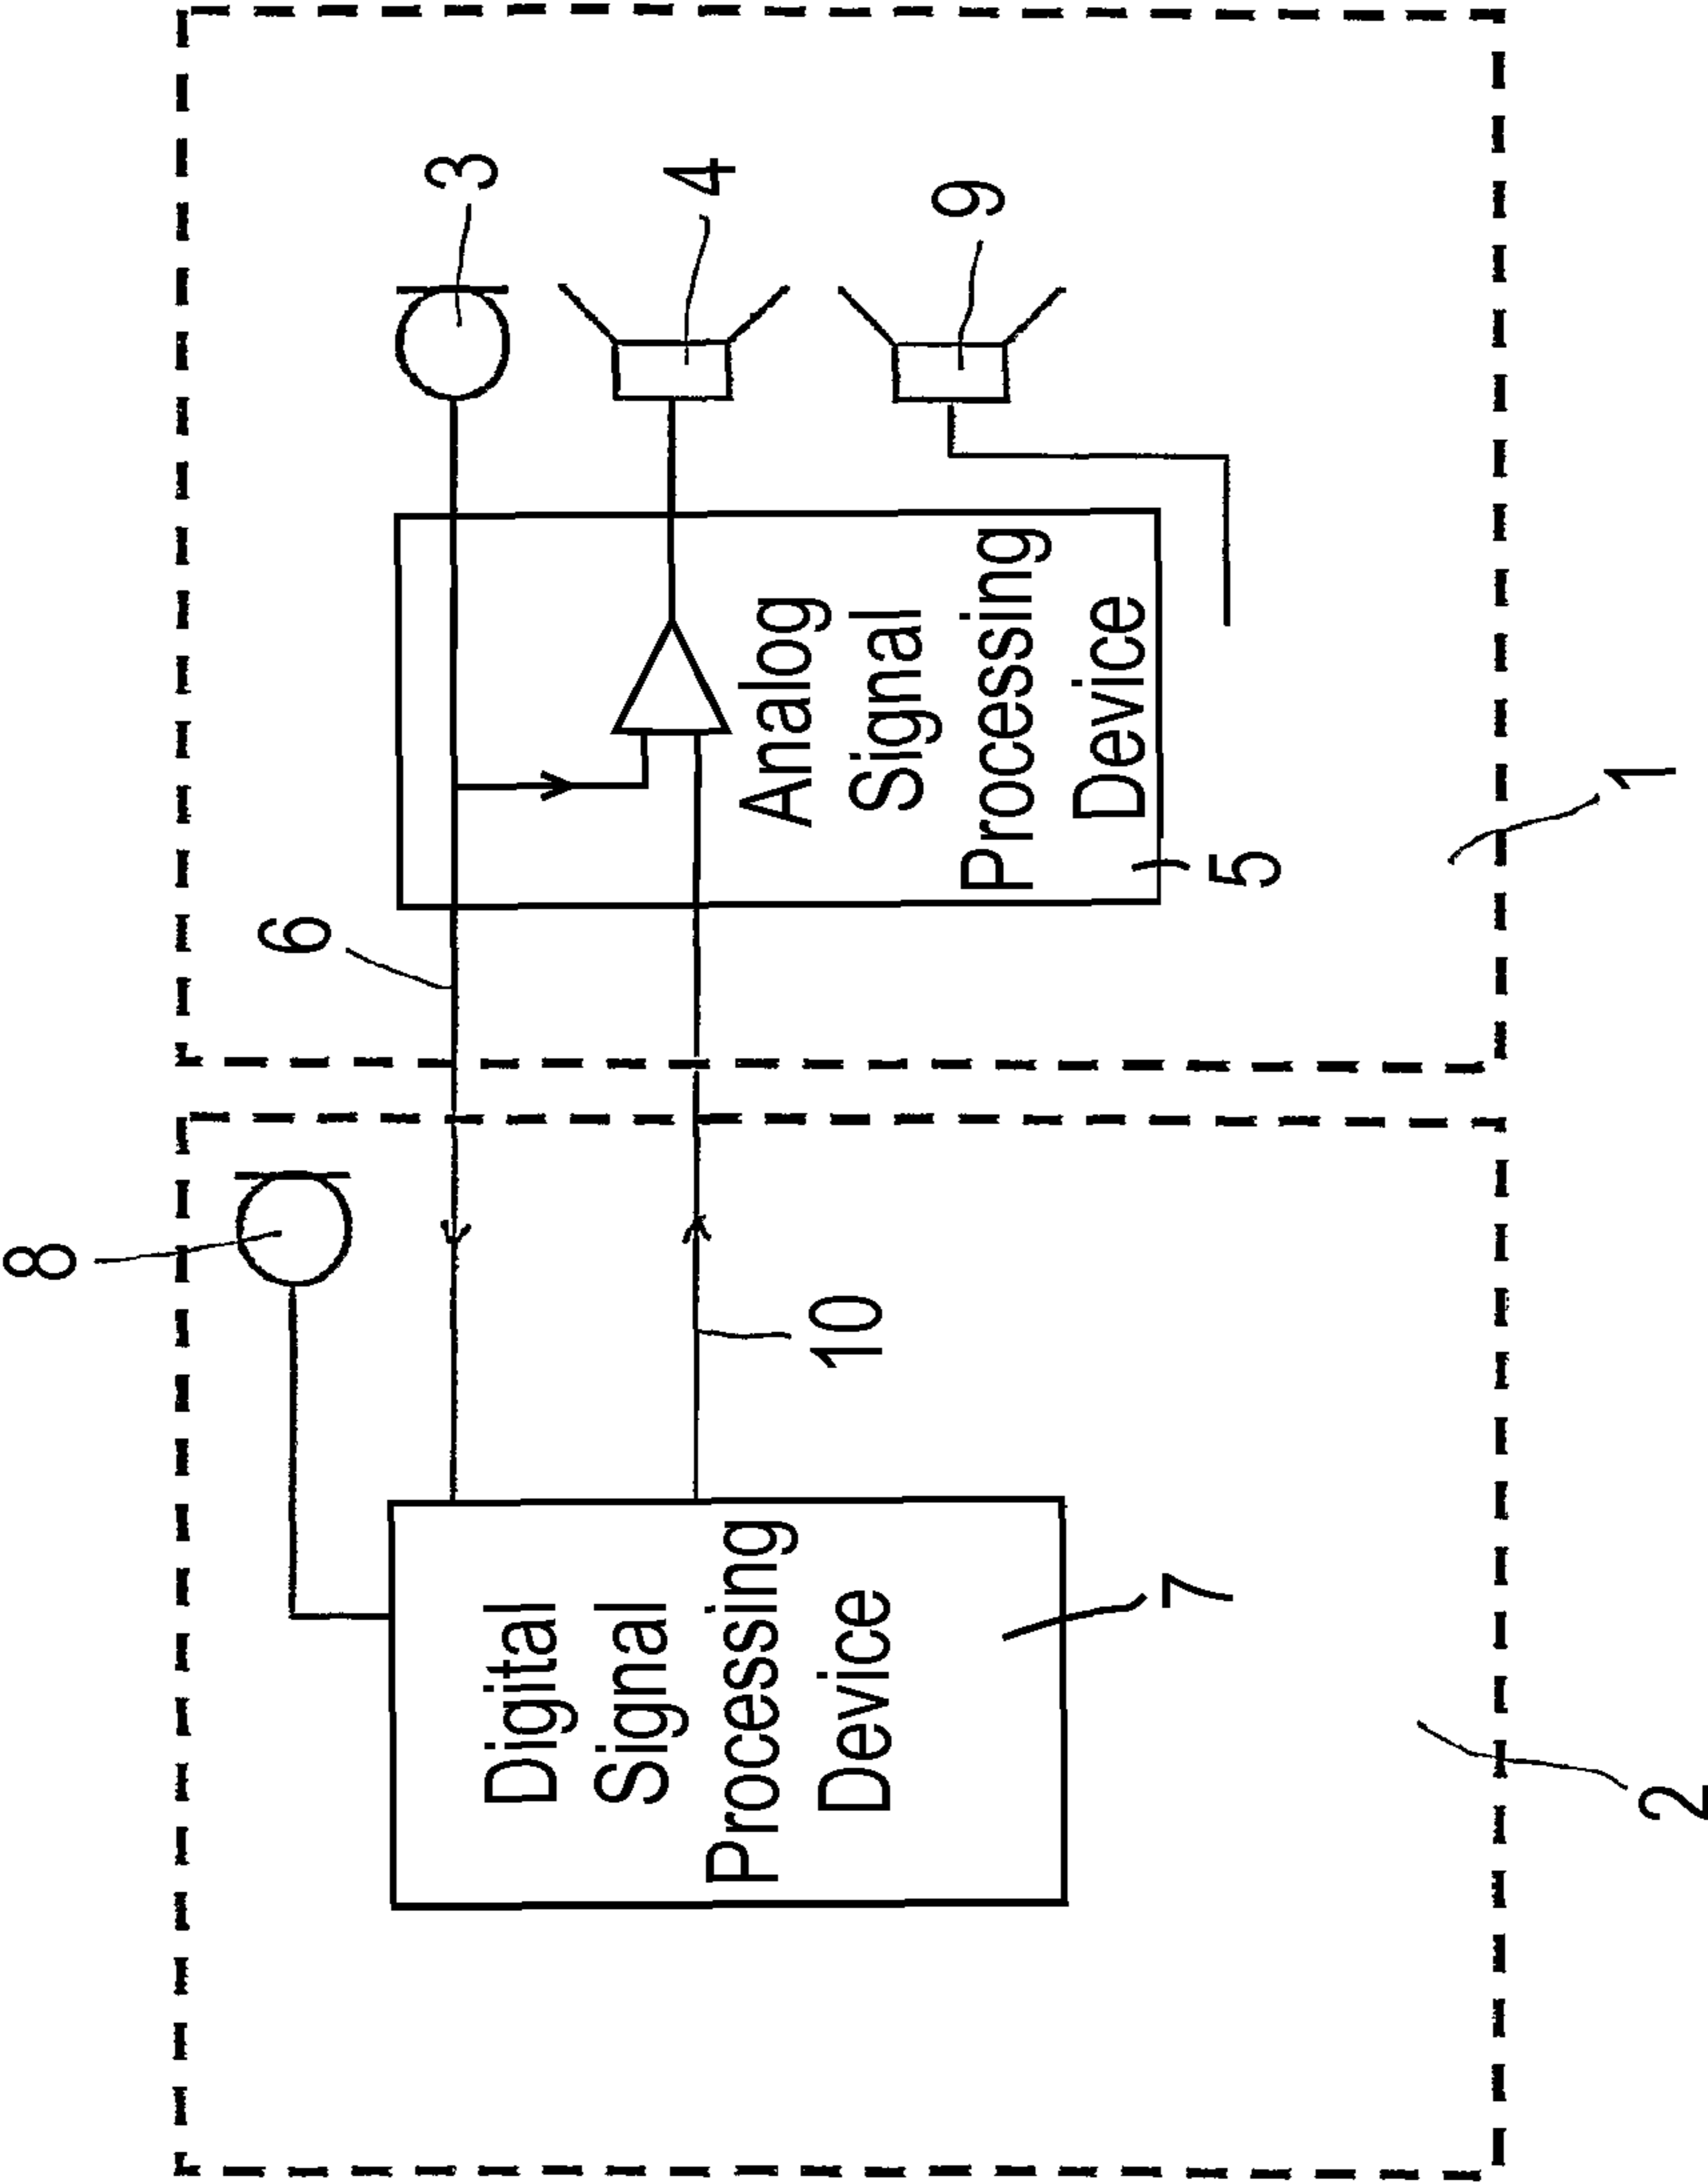 8
6
3
4
9
Digital
Signal
Processing
Device
7
10
Analog
Signal
Processing
Device
5
2
1